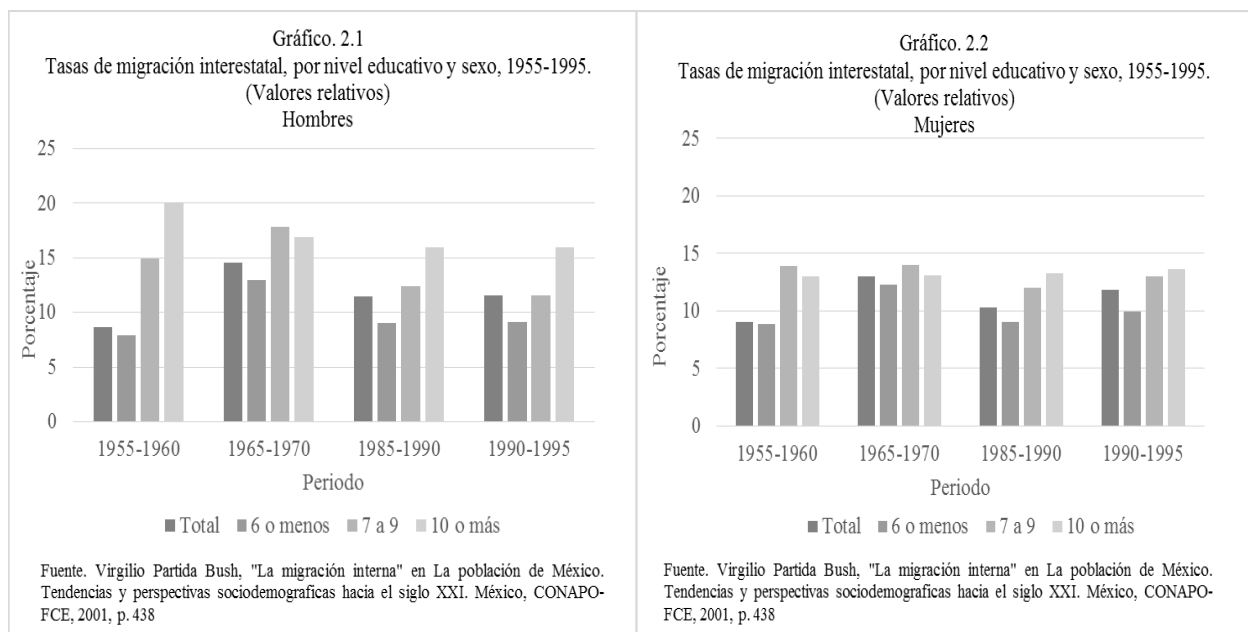 Gráfico. 2.1
Tasas de migración interestatal, por nivel educativo y sexo, 1955-1995.
(Valores relativos)
Hombres
25
20
15
10
5
0
Porcentaje
1955-1960 1965-1970 1985-1990 1990-1995
Periodo
Total 6 o menos 7 a 9 10 o más
Fuente. Virgilio Partida Bush, "La migración interna" en La población de México.
Tendencias y perspectivas sociodemograficas hacia el siglo XXI. México, CONAPO-
FCE, 2001, p. 438
Gráfico. 2.2
Tasas de migración interestatal, por nivel educativo y sexo, 1955-1995.
(Valores relativos)
Mujeres
25
20
15
10
5
0
Porcentaje
1955-1960 1965-1970 1985-1990 1990-1995
Periodo
Total 6 o menos 7 a 9 10 o más
Fuente. Virgilio Partida Bush, "La migración interna" en La población de México.
Tendencias y perspectivas sociodemograficas hacia el siglo XXI. México, CONAPO-
FCE, 2001, p. 438